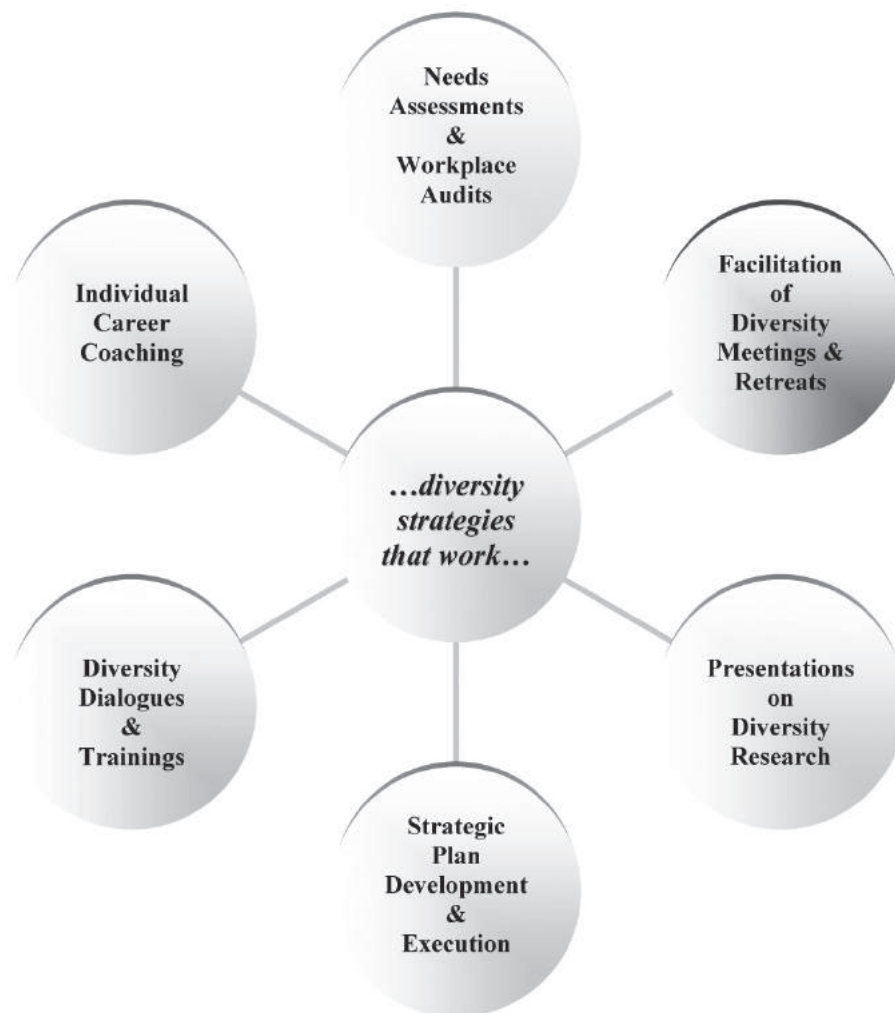 Needs
Assessments
&
Workplace
Audits
Facilitation
of
Diversity
Meetings &
Retreats
Individual
Career
Coaching
…diversity
strategies
that work…
Presentations
on
Diversity
Research
Diversity
Dialogues
&
Trainings
Strategic
Plan
Development
&
Execution